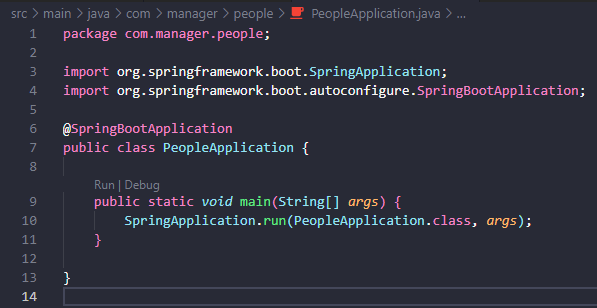 src > main > java > com > manager > people > PeopleApplication.java > ...
1 package com.manager.people;
2
3 import org.springframework.boot.SpringApplication;
4 import org.springframework.boot.autoconfigure.SpringBootApplication;
5
6 @SpringBootApplication
7 public class PeopleApplication {
8
Run | Debug
9     public static void main(String[] args) {
10         SpringApplication.run(PeopleApplication.class, args);
11     }
12
13 }
14